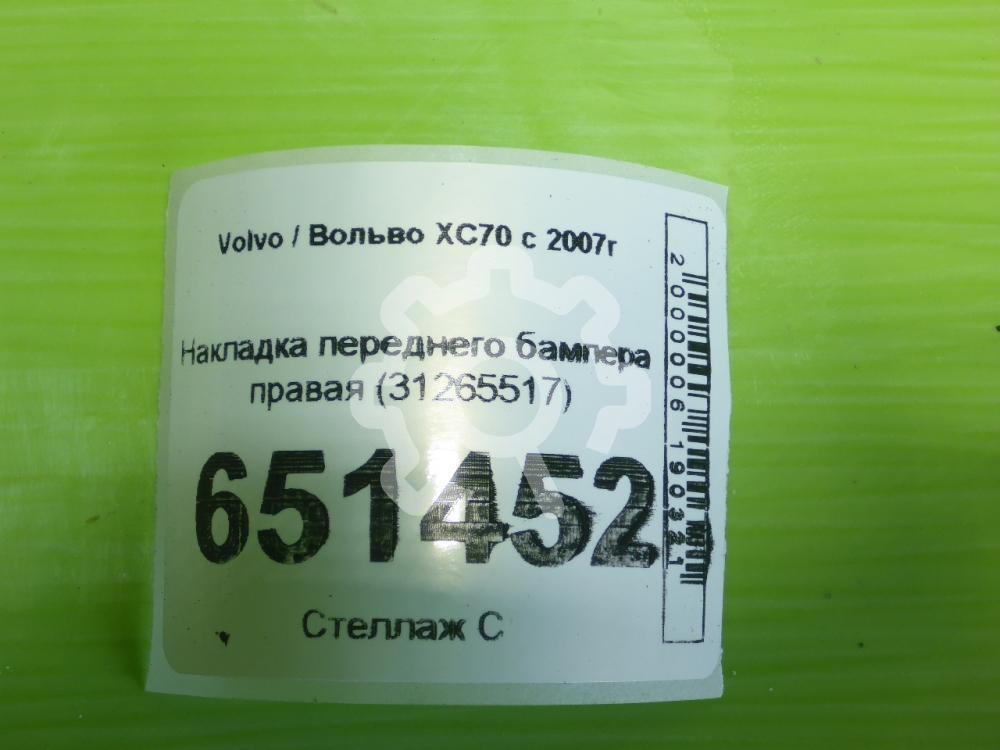 Volvo / Вольво XC70 с 2007г
Накладка переднего бампера
правая (31265517)
651452
Стеллаж С
2000006190321